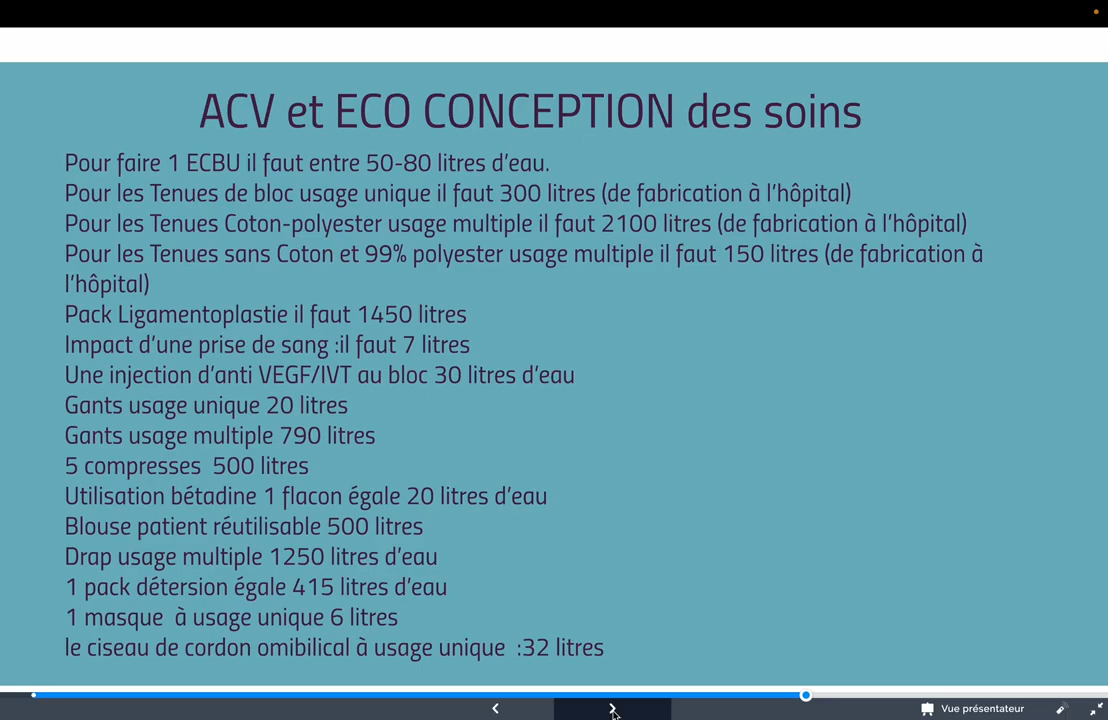 ACV et ECO CONCEPTION des soins
Pour faire 1 ECBU il faut entre 50-80 litres d'eau.
Pour les Tenues de bloc usage unique il faut 300 litres (de fabrication à l'hôpital)
Pour les Tenues Coton-polyester usage multiple il faut 2100 litres (de fabrication à l'hôpital)
Pour les Tenues sans Coton et 99% polyester usage multiple il faut 150 litres (de fabrication à
l'hôpital)
Pack Ligamentoplastie il faut 1450 litres
Impact d'une prise de sang :il faut 7 litres
Une injection d'anti VEGF/IVT au bloc 30 litres d'eau
Gants usage unique 20 litres
Gants usage multiple 790 litres
5 compresses  500 litres
Utilisation bétadine 1 flacon égale 20 litres d'eau
Blouse patient réutilisable 500 litres
Drap usage multiple 1250 litres d'eau
1 pack détersion égale 415 litres d'eau
1 masque  à usage unique 6 litres
le ciseau de cordon omibilical à usage unique  :32 litres
Vue présentateur